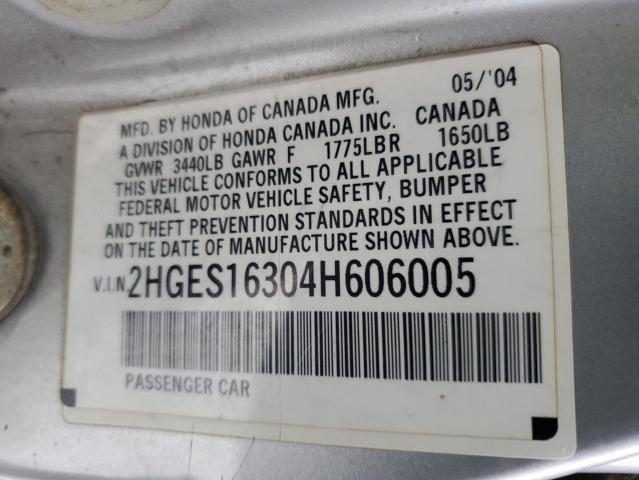 05/'04
MFD. BY HONDA OF CANADA MFG.
A DIVISION OF HONDA CANADA INC. CANADA
GVWR 3440LB GAWR F 1775LBR 1650LB
THIS VEHICLE CONFORMS TO ALL APPLICABLE
FEDERAL MOTOR VEHICLE SAFETY, BUMPER
AND THEFT PREVENTION STANDARDS IN EFFECT
ON THE DATE OF MANUFACTURE SHOWN ABOVE.
V.I.N. 2HGES16304H606005
PASSENGER CAR